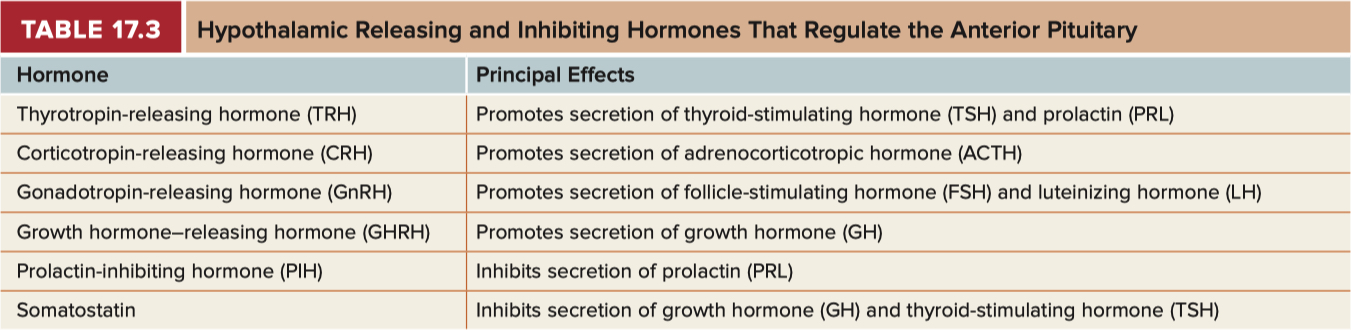 TABLE 17.3 Hypothalamic Releasing and Inhibiting Hormones That Regulate the Anterior Pituitary
Hormone Principal Effects
Thyrotropin-releasing hormone (TRH) Promotes secretion of thyroid-stimulating hormone (TSH) and prolactin (PRL)
Corticotropin-releasing hormone (CRH) Promotes secretion of adrenocorticotropic hormone (ACTH)
Gonadotropin-releasing hormone (GnRH) Promotes secretion of follicle-stimulating hormone (FSH) and luteinizing hormone (LH)
Growth hormone–releasing hormone (GHRH) Promotes secretion of growth hormone (GH)
Prolactin-inhibiting hormone (PIH) Inhibits secretion of prolactin (PRL)
Somatostatin Inhibits secretion of growth hormone (GH) and thyroid-stimulating hormone (TSH)